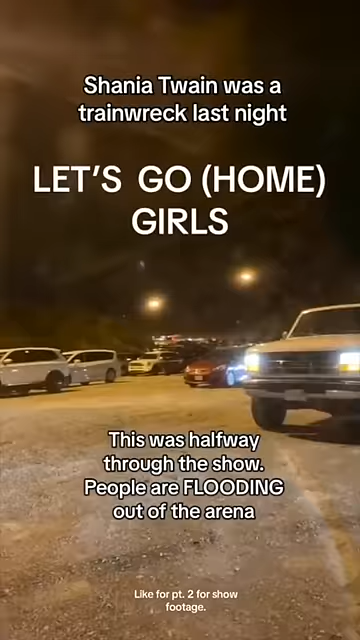 Shania Twain was a
trainwreck last night
LET'S GO (HOME)
GIRLS
This was halfway
through the show.
People are FLOODING
out of the arena
Like for pt. 2 for show
footage.